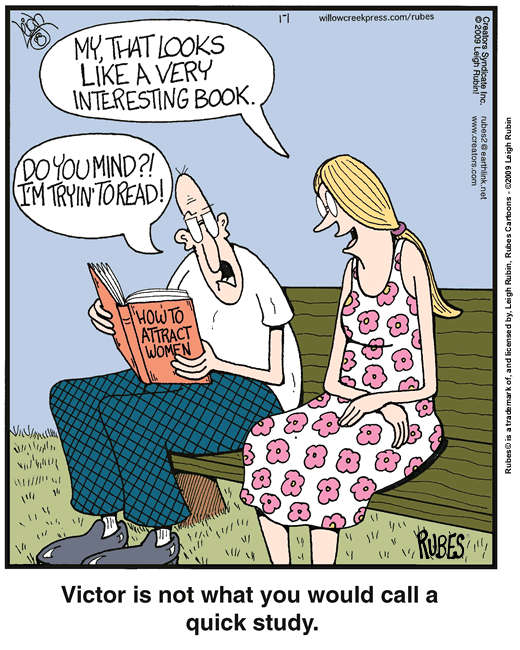 1-7
willowcreekpress.com/rubes
MY, THAT LOOKS
LIKE A VERY
INTERESTING BOOK.
DO YOU MIND?!
I'M TRYIN' TO READ!
HOW TO
ATTRACT
WOMEN
Creators Syndicate Inc.
© 2009 Leigh Rubin!
rubes2@earthlink.net
www.creators.com
Rubes© is a trademark of, and licensed by, Leigh Rubin, Rubes Cartoons - ©2009 Leigh Rubin
RUBES
Victor is not what you would call a
quick study.